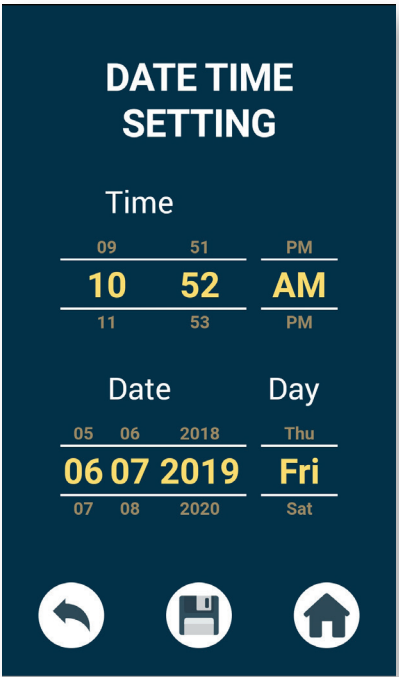 DATE TIME
SETTING
Time
09 51 PM
10 52 AM
11 53 PM
Date Day
05 06 2018 Thu
06 07 2019 Fri
07 08 2020 Sat